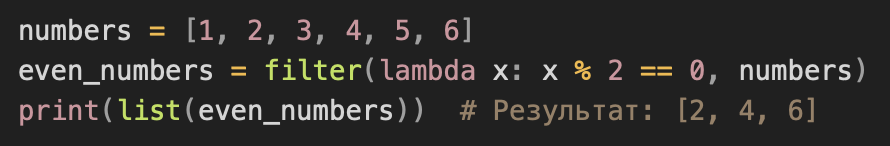 numbers = [1, 2, 3, 4, 5, 6]
even_numbers = filter(lambda x: x % 2 == 0, numbers)
print(list(even_numbers))  # Результат: [2, 4, 6]